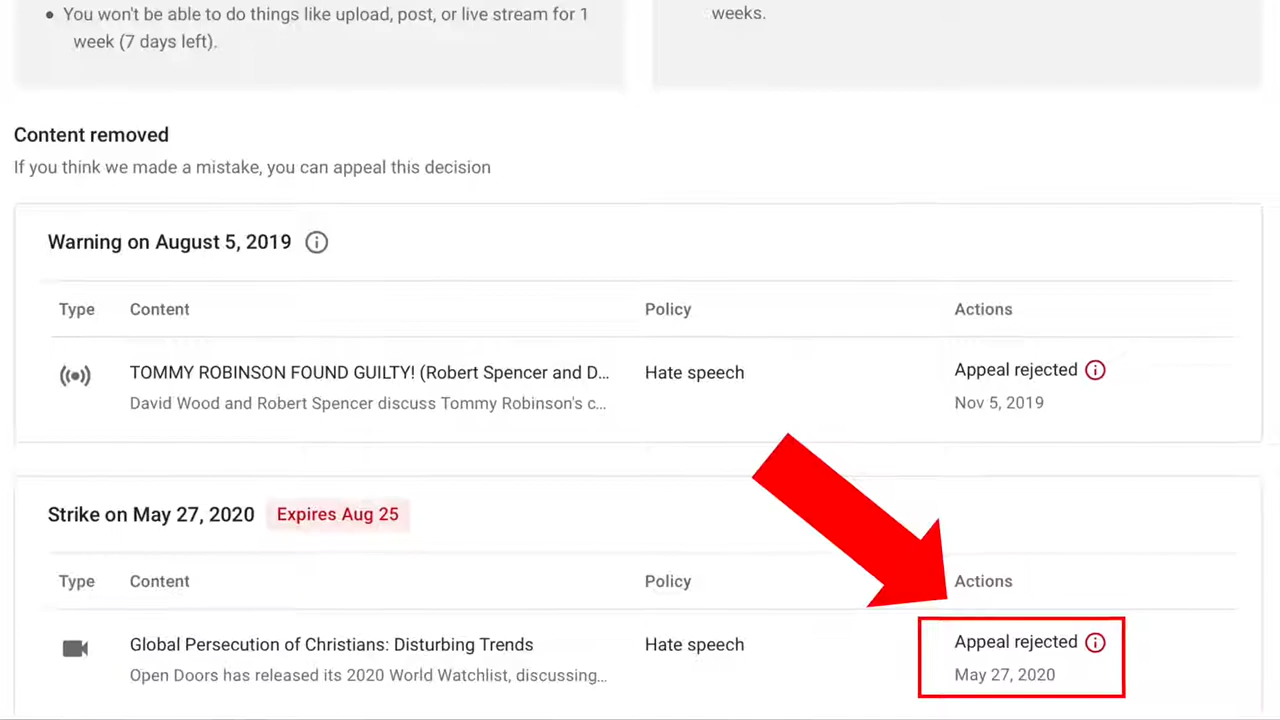 • You won't be able to do things like upload, post, or live stream for 1
week (7 days left).
weeks.
Content removed
If you think we made a mistake, you can appeal this decision
Warning on August 5, 2019
Type Content Policy Actions
TOMMY ROBINSON FOUND GUILTY! (Robert Spencer and D... Hate speech Appeal rejected
David Wood and Robert Spencer discuss Tommy Robinson's c... Nov 5, 2019
Strike on May 27, 2020 Expires Aug 25
Type Content Policy Actions
Global Persecution of Christians: Disturbing Trends Hate speech Appeal rejected
Open Doors has released its 2020 World Watchlist, discussing... May 27, 2020